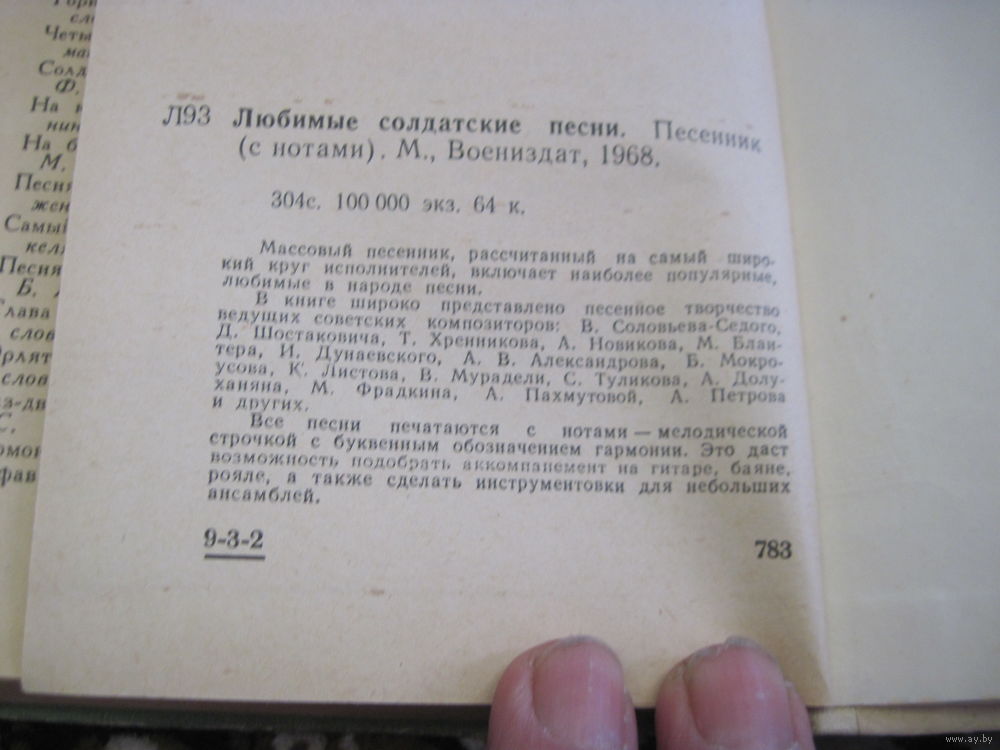 Л93 Любимые солдатские песни. Песенник
(с нотами). М., Воениздат, 1968.
304с. 100 000 экз. 64 к.
Массовый песенник, рассчитанный на самый широ-
кий круг исполнителей, включает наиболее популярные,
любимые в народе песни.
В книге широко представлено песенное творчество
ведущих советских композиторов: В. Соловьева-Седого,
Д. Шостаковича, Т. Хренникова, А. Новикова, М. Блан-
тера, И. Дунаевского, А. В. Александрова, Б. Мокро-
усова, К. Листова, В. Мурадели, С. Туликова, А. Долу-
ханяна, М. Фрадкина, А. Пахмутовой, А. Петрова
и других.
Все песни печатаются с нотами — мелодической
строчкой с буквенным обозначением гармонии. Это даст
возможность подобрать аккомпанемент на гитаре, баяне,
рояле, а также сделать инструментовки для небольших
ансамблей.
9-3-2
783
www.ay.by